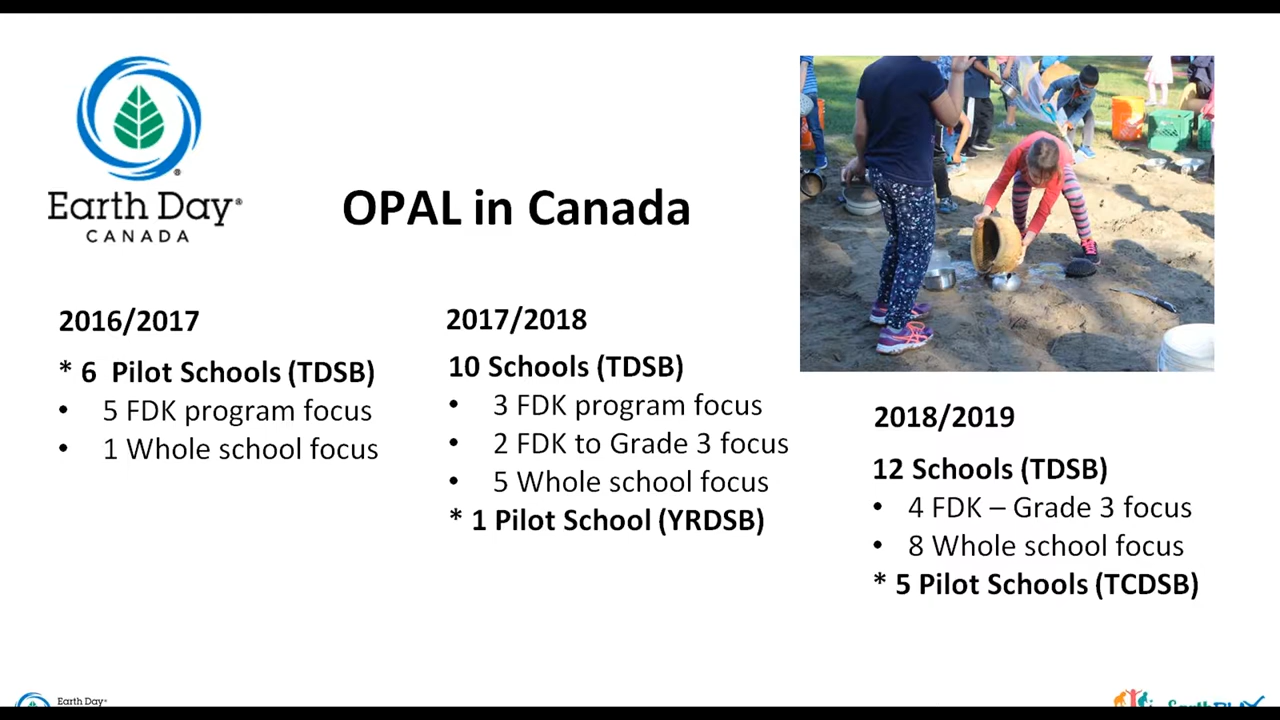 Earth Day®
CANADA
OPAL in Canada
2016/2017
* 6 Pilot Schools (TDSB)
• 5 FDK program focus
• 1 Whole school focus
2017/2018
10 Schools (TDSB)
• 3 FDK program focus
• 2 FDK to Grade 3 focus
• 5 Whole school focus
* 1 Pilot School (YRDSB)
2018/2019
12 Schools (TDSB)
• 4 FDK – Grade 3 focus
• 8 Whole school focus
* 5 Pilot Schools (TCDSB)
Earth Day